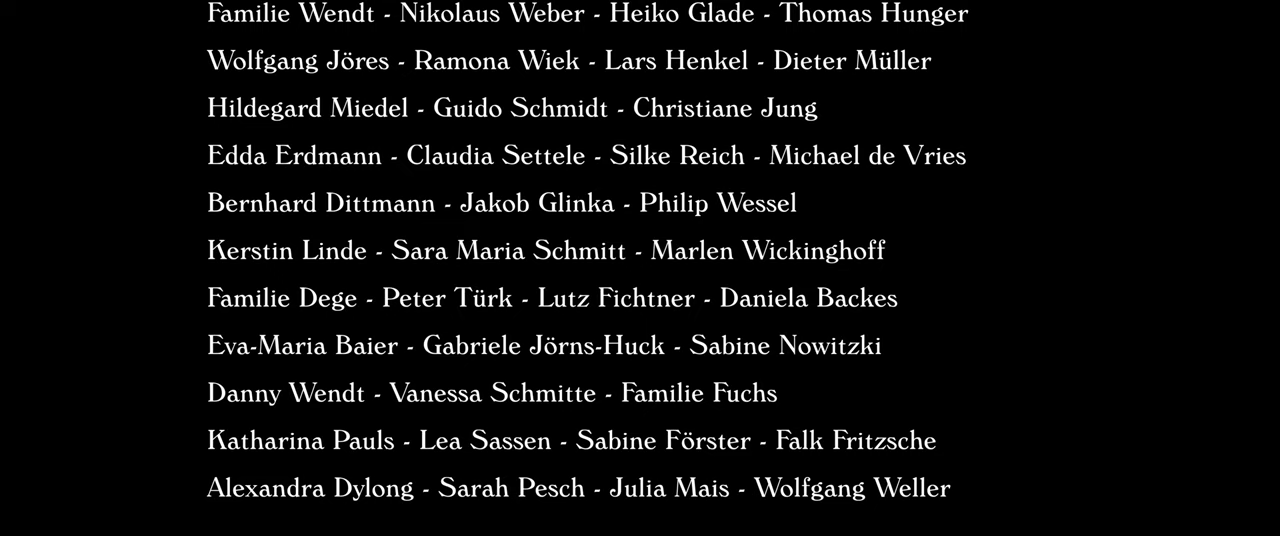 Familie Wendt - Nikolaus Weber - Heiko Glade - Thomas Hunger
Wolfgang Jöres - Ramona Wiek - Lars Henkel - Dieter Müller
Hildegard Miedel - Guido Schmidt - Christiane Jung
Edda Erdmann - Claudia Settele - Silke Reich - Michael de Vries
Bernhard Dittmann - Jakob Glinka - Philip Wessel
Kerstin Linde - Sara Maria Schmitt - Marlen Wickinghoff
Familie Dege - Peter Türk - Lutz Fichtner - Daniela Backes
Eva-Maria Baier - Gabriele Jörns-Huck - Sabine Nowitzki
Danny Wendt - Vanessa Schmitte - Familie Fuchs
Katharina Pauls - Lea Sassen - Sabine Förster - Falk Fritzsche
Alexandra Dylong - Sarah Pesch - Julia Mais - Wolfgang Weller